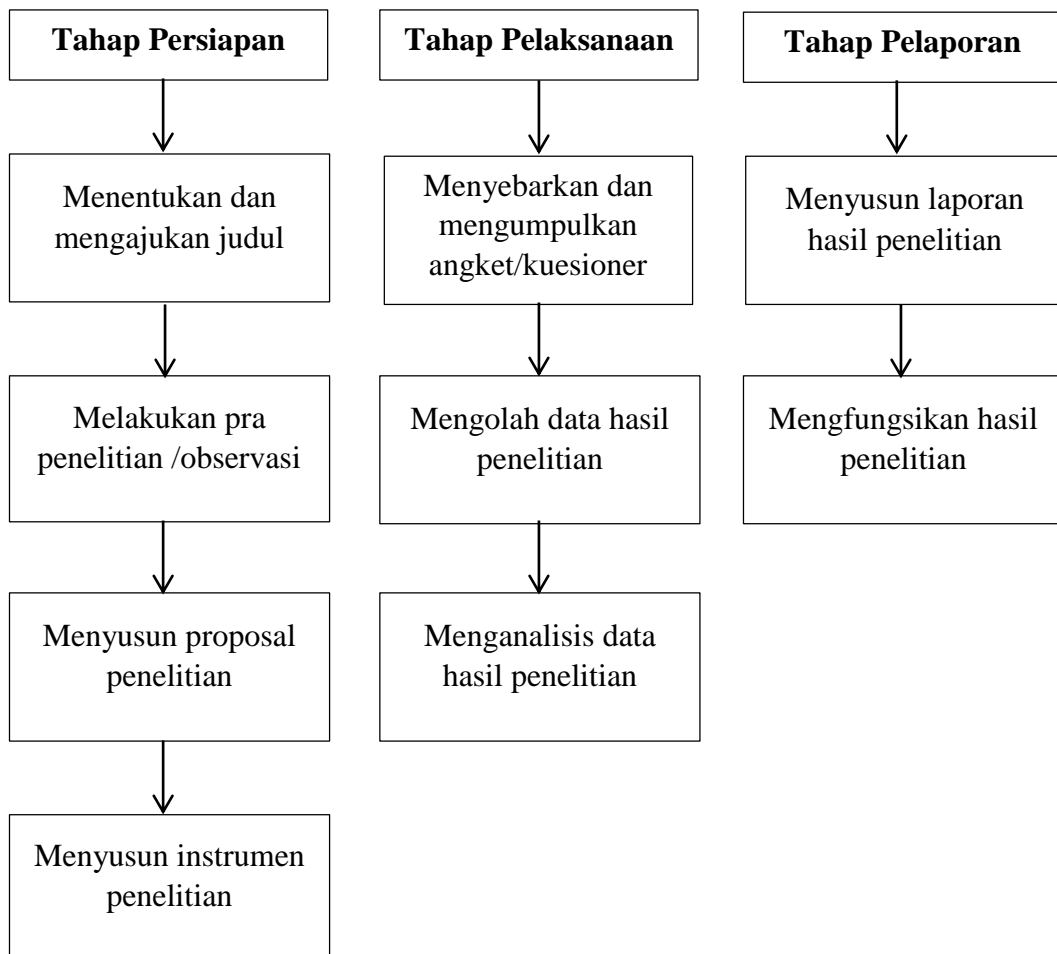 Tahap Persiapan
Menentukan dan
mengajukan judul
Melakukan pra
penelitian /observasi
Menyusun proposal
penelitian
Menyusun instrumen
penelitian
Tahap Pelaksanaan
Menyebarkan dan
mengumpulkan
angket/kuesioner
Mengolah data hasil
penelitian
Menganalisis data
hasil penelitian
Tahap Pelaporan
Menyusun laporan
hasil penelitian
Mengfungsikan hasil
penelitian